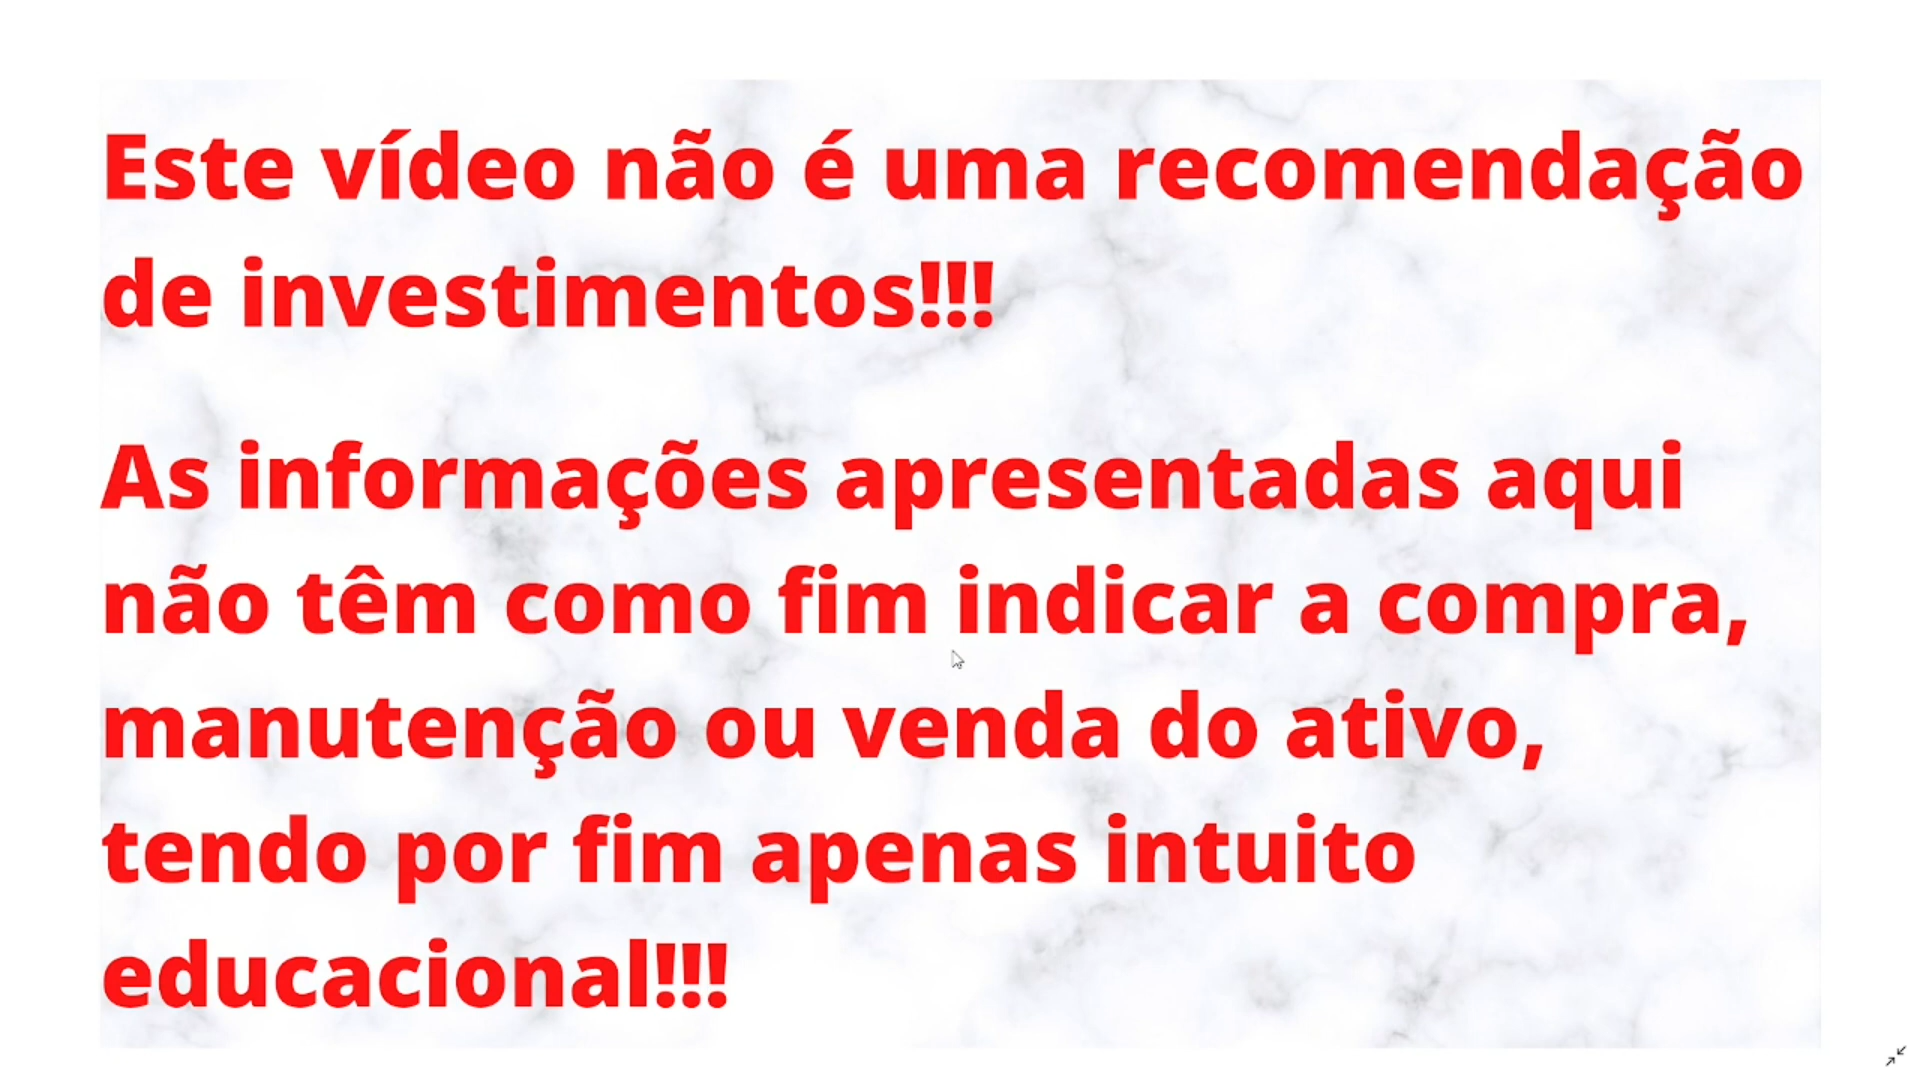 Este vídeo não é uma recomendação
de investimentos!!!
As informações apresentadas aqui
não têm como fim indicar a compra,
manutenção ou venda do ativo,
tendo por fim apenas intuito
educacional!!!